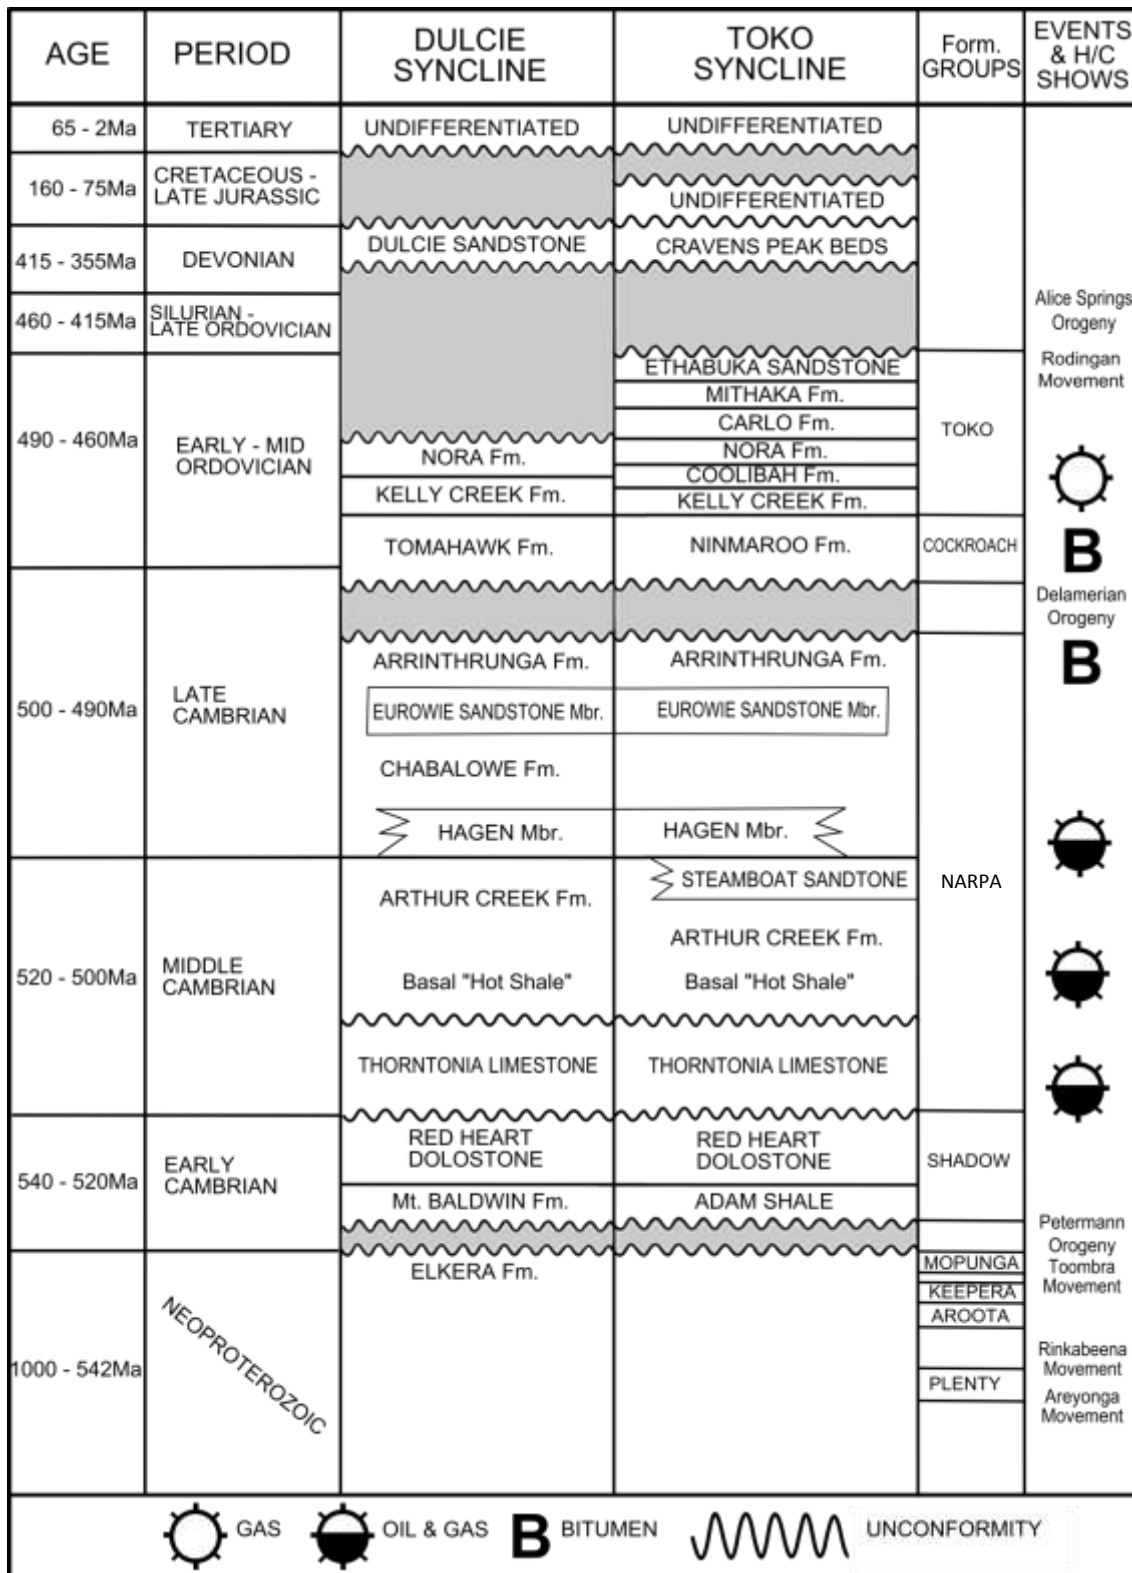 AGE
PERIOD
DULCIE
SYNCLINE
TOKO
SYNCLINE
Form.
GROUPS
EVENTS
& H/C
SHOWS
65 - 2Ma
TERTIARY
UNDIFFERENTIATED
UNDIFFERENTIATED
160 - 75Ma
CRETACEOUS -
LATE JURASSIC
UNDIFFERENTIATED
415 - 355Ma
DEVONIAN
DULCIE SANDSTONE
CRAVENS PEAK BEDS
460 - 415Ma
SILURIAN -
LATE ORDOVICIAN
Alice Springs
Orogeny
490 - 460Ma
EARLY - MID
ORDOVICIAN
NORA Fm.
KELLY CREEK Fm.
TOMAHAWK Fm.
ETHABUKA SANDSTONE
MITHAKA Fm.
CARLO Fm.
NORA Fm.
COOLIBAH Fm.
KELLY CREEK Fm.
NINMAROO Fm.
TOKO
COCKROACH
Rodingan
Movement
B
Delamerian
Orogeny
B
500 - 490Ma
LATE
CAMBRIAN
ARRINTHRUNGA Fm.
EUROWIE SANDSTONE Mbr.
CHABALOWE Fm.
HAGEN Mbr.
ARRINTHRUNGA Fm.
EUROWIE SANDSTONE Mbr.
HAGEN Mbr.
NARPA
520 - 500Ma
MIDDLE
CAMBRIAN
ARTHUR CREEK Fm.
Basal "Hot Shale"
THORNTONIA LIMESTONE
STEAMBOAT SANDTONE
ARTHUR CREEK Fm.
Basal "Hot Shale"
THORNTONIA LIMESTONE
540 - 520Ma
EARLY
CAMBRIAN
RED HEART
DOLOSTONE
Mt. BALDWIN Fm.
RED HEART
DOLOSTONE
ADAM SHALE
SHADOW
Petermann
Orogeny
Toombra
Movement
1000 - 542Ma
NEOPROTEROZOIC
ELKERA Fm.
MOPUNGA
KEEPERA
AROOTA
PLENTY
Rinkabeena
Movement
Areyonga
Movement
GAS
OIL & GAS
B BITUMEN
UNCONFORMITY